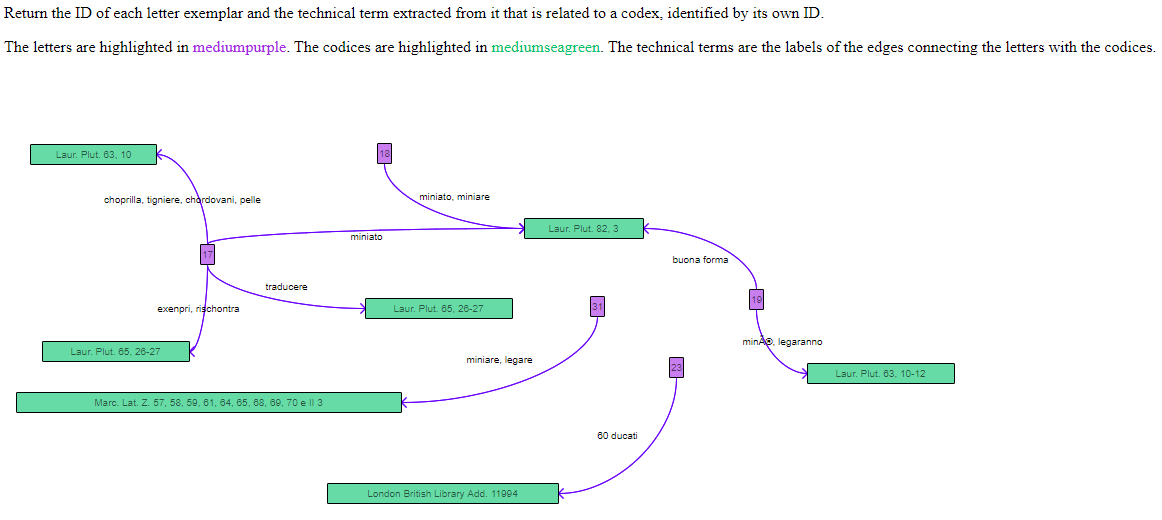 Return the ID of each letter exemplar and the technical term extracted from it that is related to a codex, identified by its own ID.
The letters are highlighted in mediumpurple. The codices are highlighted in mediumseagreen. The technical terms are the labels of the edges connecting the letters with the codices.
Laur. Plut. 63, 10
18
choprilla, tigniere, chordovani, pelle
miniato, miniare
Laur. Plut. 82, 3
miniato
17
buona forma
traducere
19
exenpri, rischontra
Laur. Plut. 65, 26-27
31
minÃ®, legaranno
Laur. Plut. 65, 26-27
miniare, legare
23
Laur. Plut. 63, 10-12
Marc. Lat. Z. 57, 58, 59, 61, 64, 65, 68, 69, 70 e II 3
60 ducati
London British Library Add. 11994